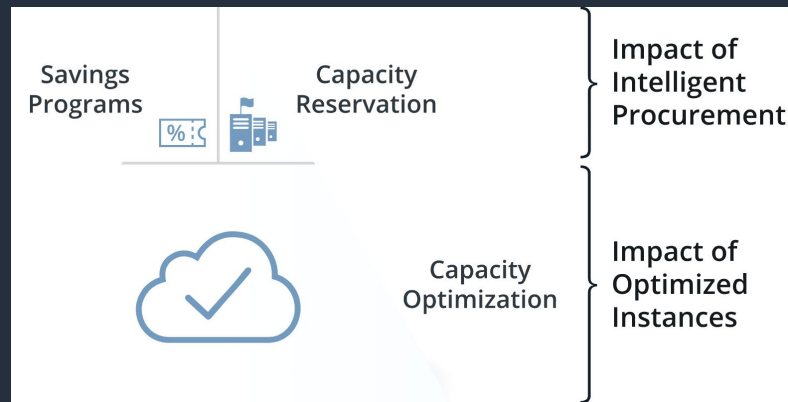 Savings
Programs
%
Capacity
Reservation
Impact of
Intelligent
Procurement
Capacity
Optimization
Impact of
Optimized
Instances